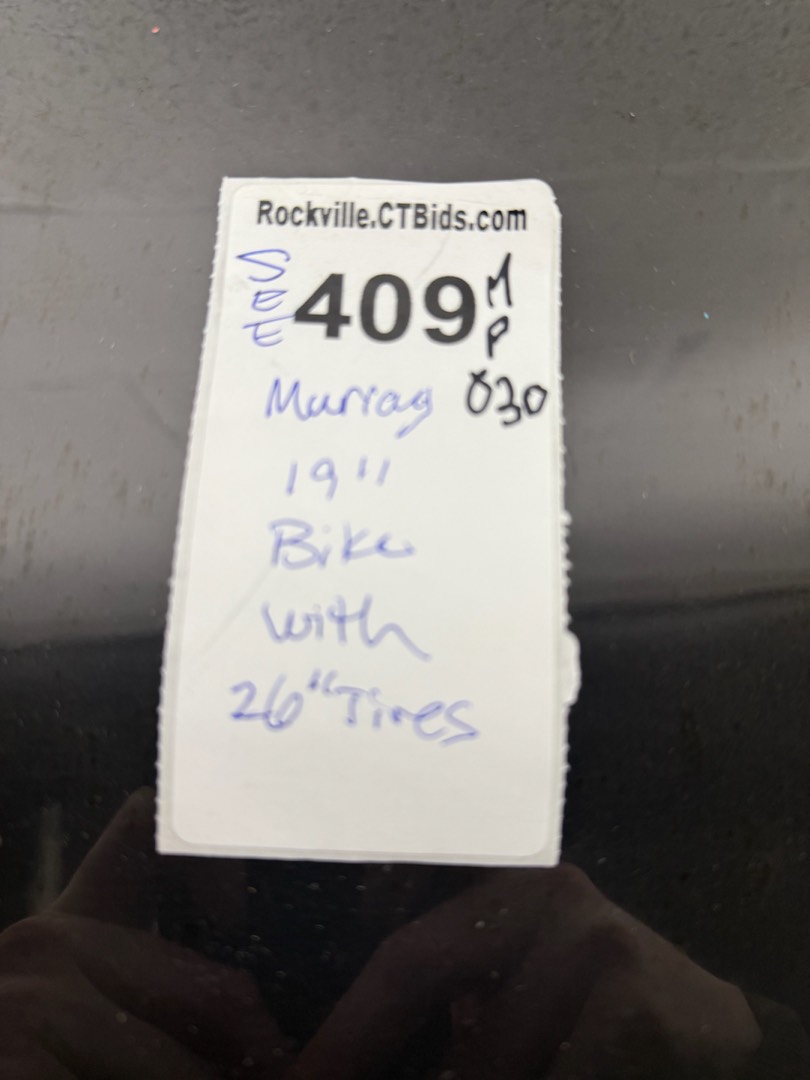 Rockville.CTBids.com
SEE 409 MP
Murray 030
19"
Bike
with
26" Tires